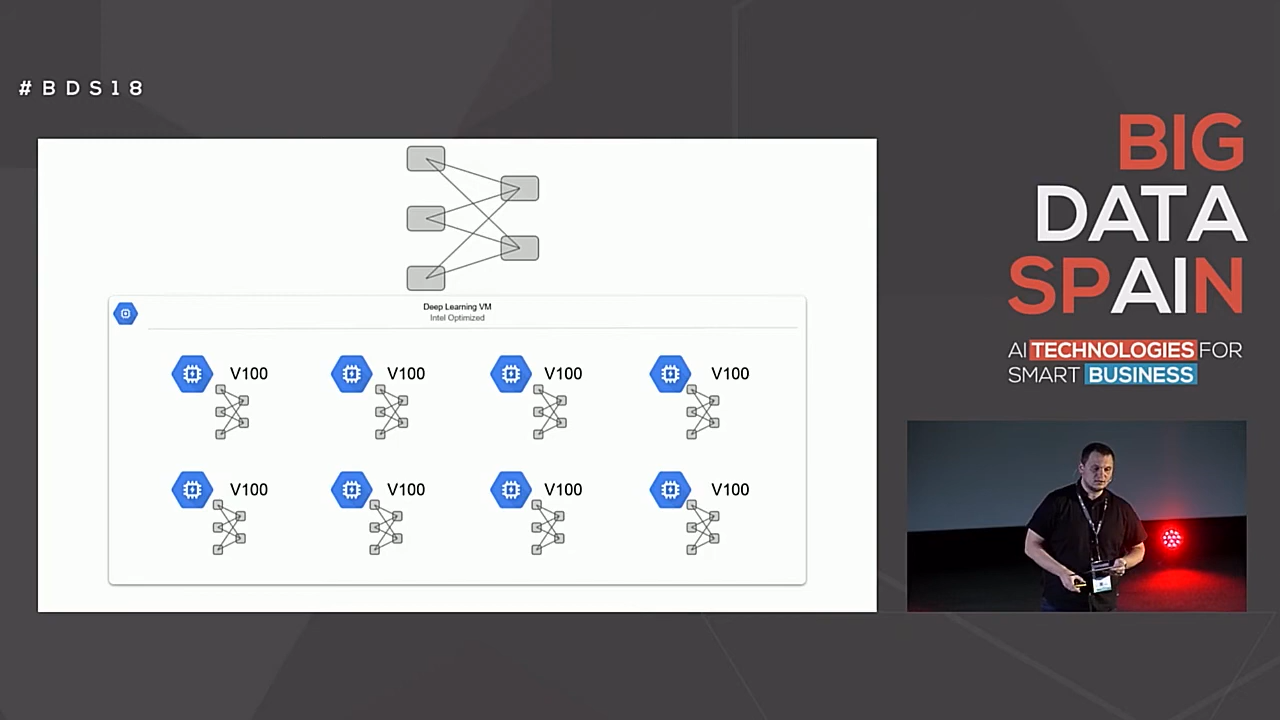 #BDS18
BIG
DATA
SPAIN
AI TECHNOLOGIES FOR
SMART BUSINESS
Deep Learning VM
Intel Optimized
V100 V100 V100 V100
V100 V100 V100 V100